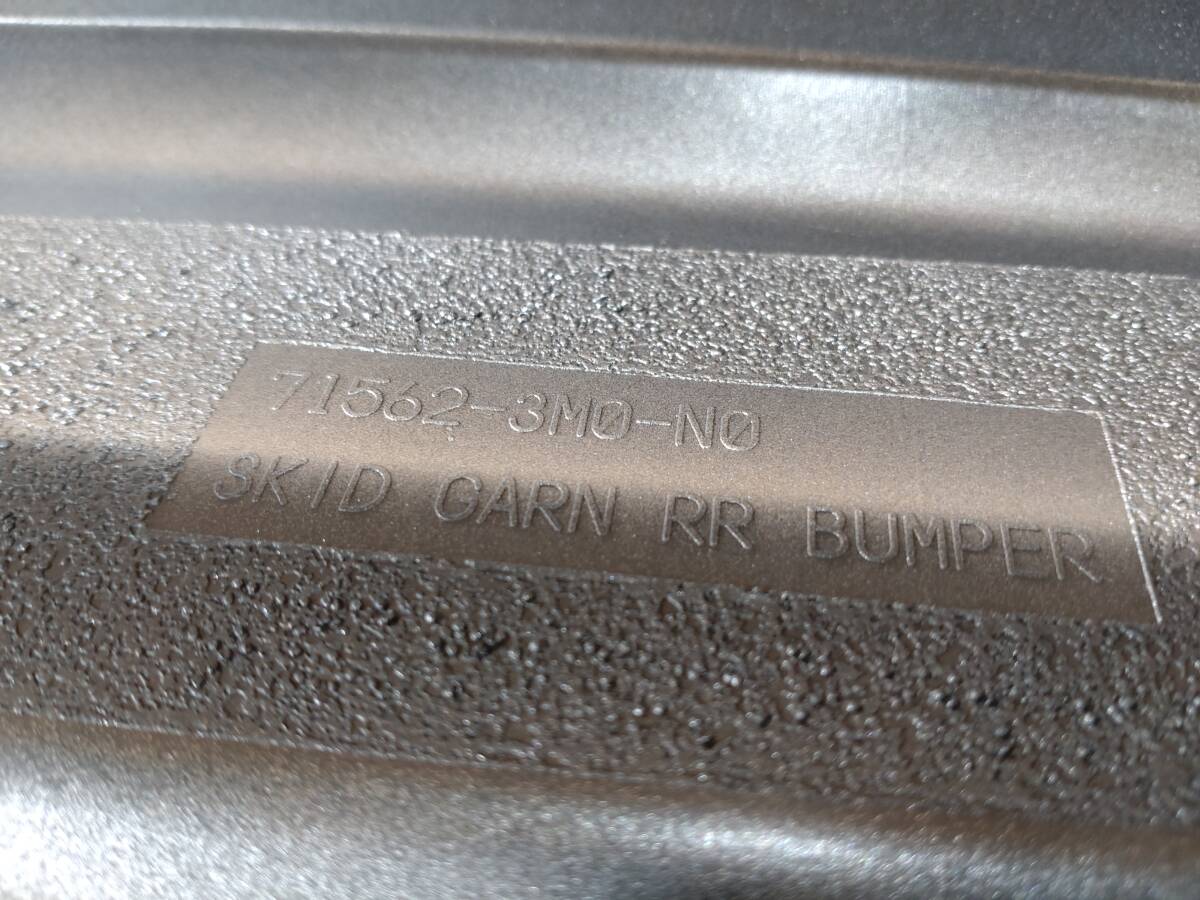 71562-3M0-N0
SKID GARN RR BUMPER